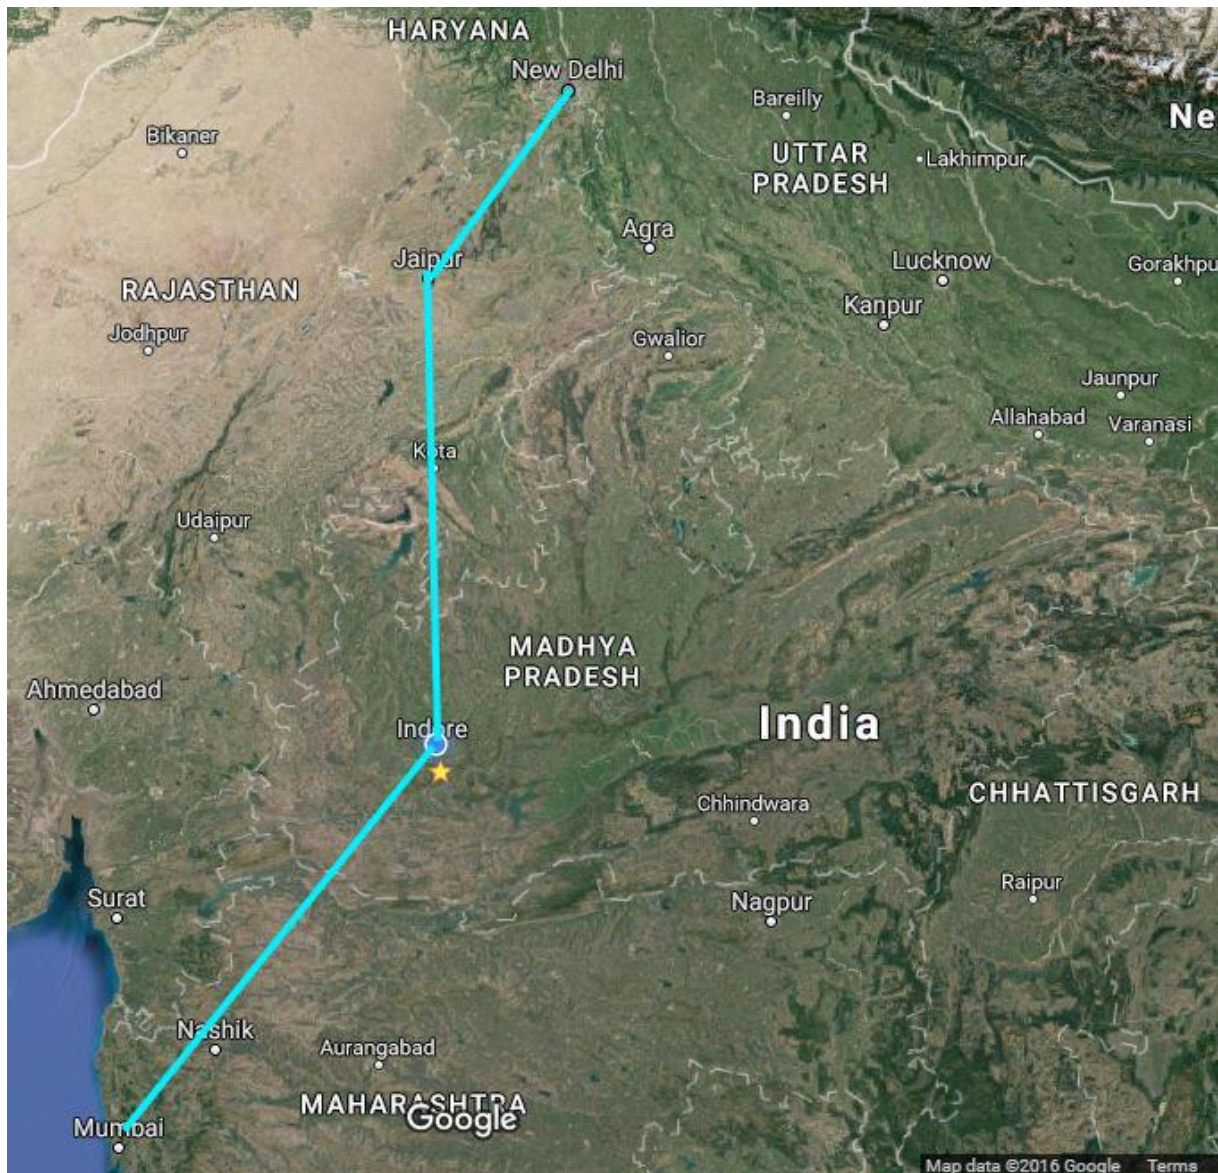 HARYANA
New Delhi
Bareilly
Ne
Bikaner
UTTAR
PRADESH
Lakhimpur
Agra
Jaipur
Lucknow
Gorakhpu
RAJASTHAN
Kanpur
Jodhpur
Gwalior
Jaunpur
Allahabad
Varanasi
Kota
Udaipur
MADHYA
PRADESH
Ahmedabad
India
Indore
CHHATTISGARH
Chhindwara
Surat
Nagpur
Raipur
Nashik
Aurangabad
MAHARASHTRA
Google
Mumbai
Map data ©2016 Google Terms